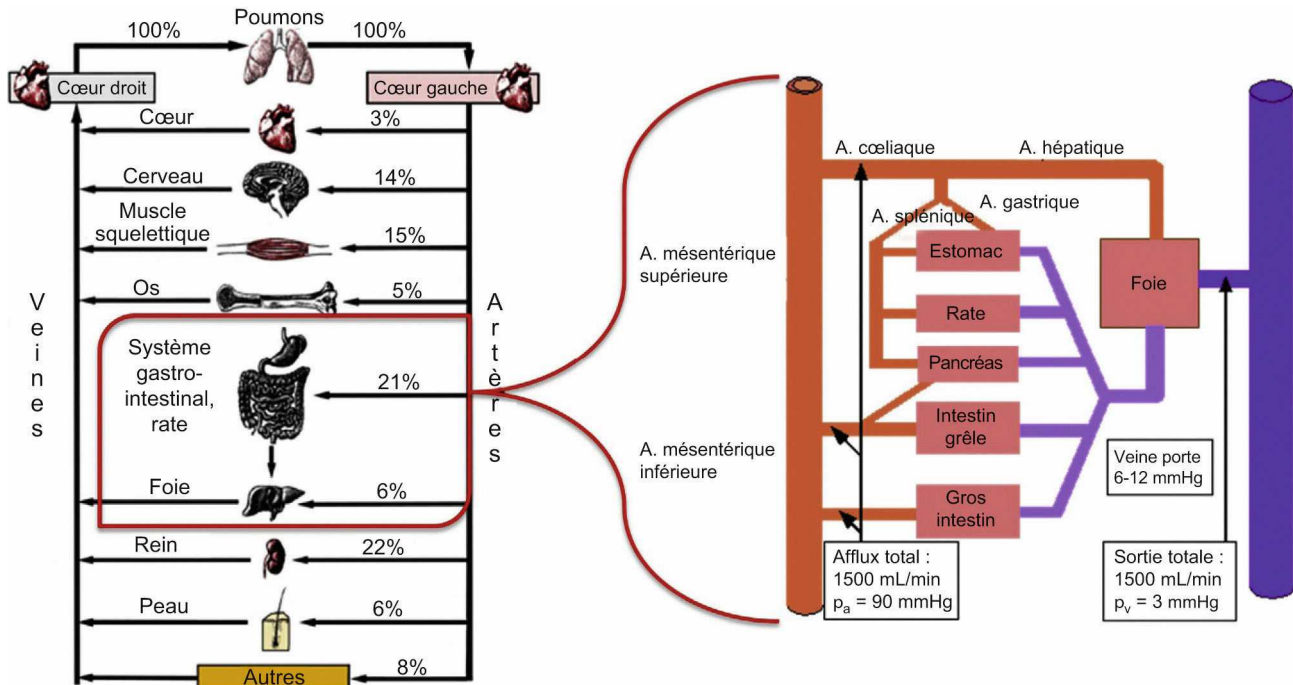 Poumons
100%
100%
Cœur droit
Cœur gauche
Cœur
3%
Cerveau
14%
Muscle
squelettique
15%
Os
5%
Veines
Artères
Système
gastro-
intestinal,
rate
21%
Foie
6%
Rein
22%
Peau
6%
Autres
8%
A. cœliaque
A. hépatique
A. gastrique
A. splénique
A. mésentérique
supérieure
Estomac
Foie
Rate
Pancréas
Intestin
grêle
A. mésentérique
inférieure
Veine porte
6-12 mmHg
Gros
intestin
Afflux total :
1500 mL/min
pa = 90 mmHg
Sortie totale :
1500 mL/min
pv = 3 mmHg